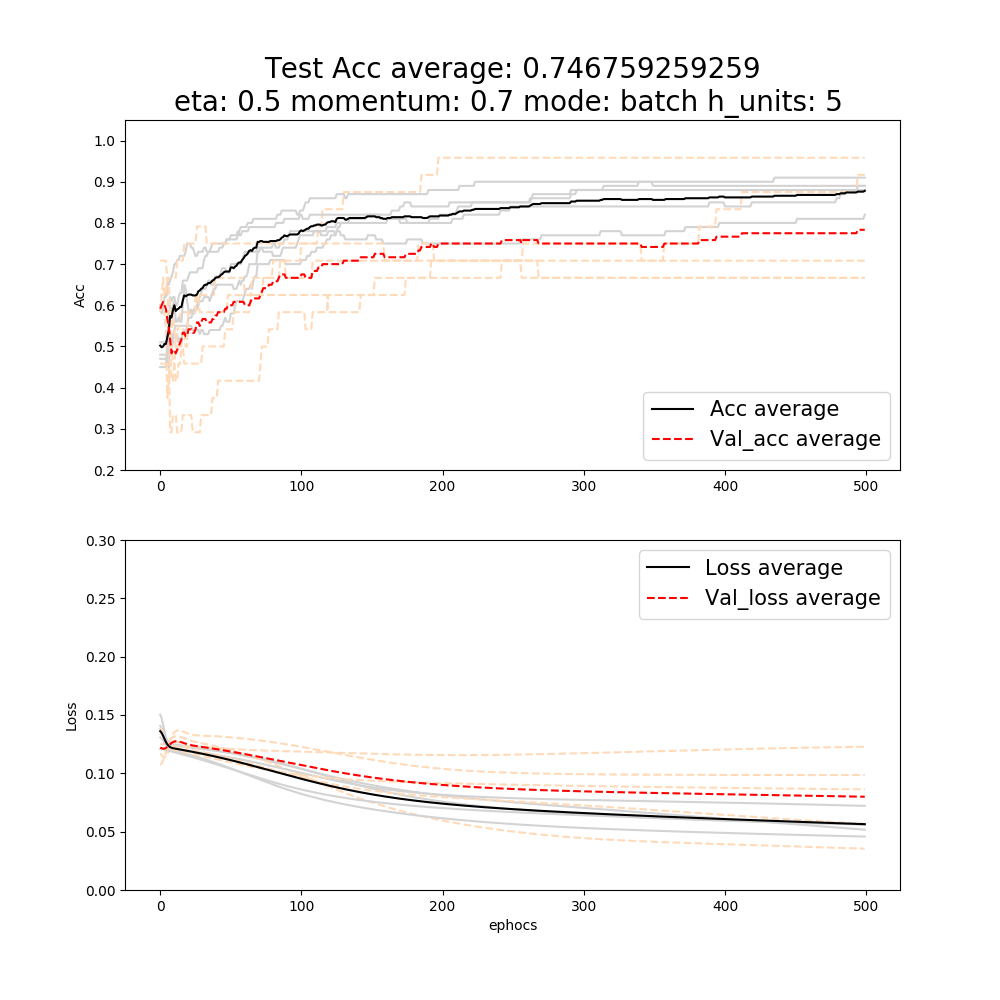 Test Acc average: 0.746759259259
eta: 0.5 momentum: 0.7 mode: batch h_units: 5
1.0
0.9
0.8
0.7
0.6
0.5
0.4
0.3
0.2
Acc
Acc average
Val_acc average
0 100 200 300 400 500
0.30
0.25
0.20
0.15
0.10
0.05
0.00
Loss
Loss average
Val_loss average
0 100 200 300 400 500
ephocs